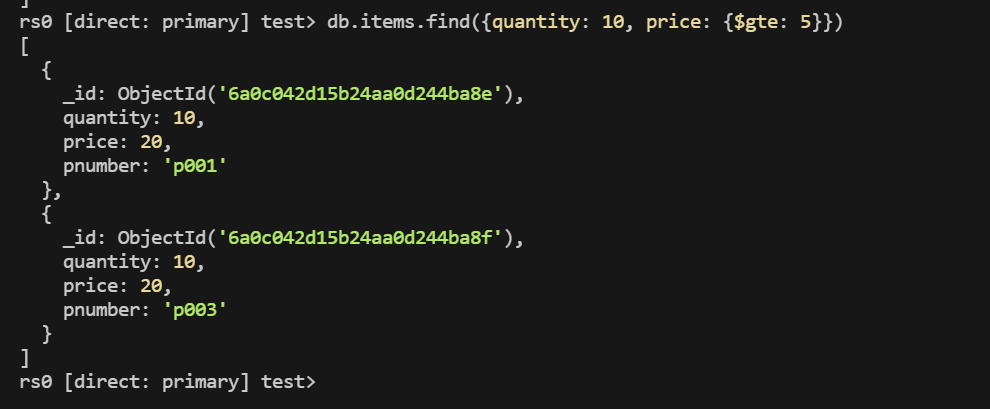 ]
rs0 [direct: primary] test> db.items.find({quantity: 10, price: {$gte: 5}})
[
  {
    _id: ObjectId('6a0c042d15b24aa0d244ba8e'),
    quantity: 10,
    price: 20,
    pnumber: 'p001'
  },
  {
    _id: ObjectId('6a0c042d15b24aa0d244ba8f'),
    quantity: 10,
    price: 20,
    pnumber: 'p003'
  }
]
rs0 [direct: primary] test>